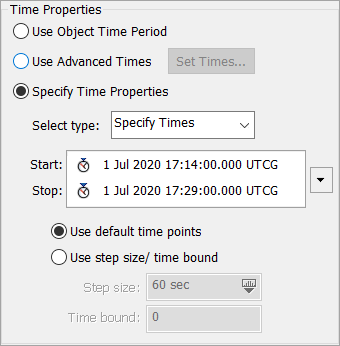 Time Properties
Use Object Time Period
Use Advanced Times Set Times...
Specify Time Properties
Select type: Specify Times
Start: 1 Jul 2020 17:14:00.000 UTCG
Stop: 1 Jul 2020 17:29:00.000 UTCG
Use default time points
Use step size/ time bound
Step size: 60 sec
Time bound: 0